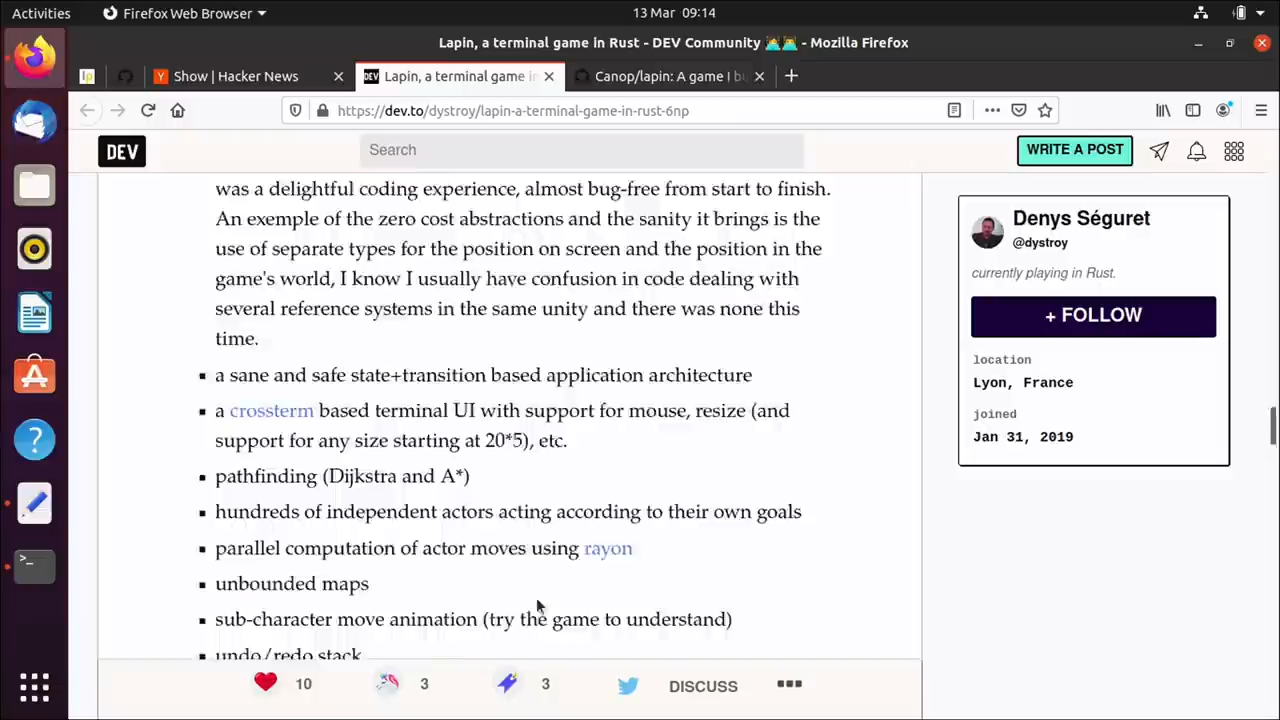 Activities
Firefox Web Browser
13 Mar 09:14
Lapin, a terminal game in Rust - DEV Community - Mozilla Firefox
Show | Hacker News
DEV
Lapin, a terminal game in
Canop/lapin: A game I bu
https://dev.to/dystroy/lapin-a-terminal-game-in-rust-6np
DEV
Search
WRITE A POST
was a delightful coding experience, almost bug-free from start to finish.
An exemple of the zero cost abstractions and the sanity it brings is the
use of separate types for the position on screen and the position in the
game's world, I know I usually have confusion in code dealing with
several reference systems in the same unity and there was none this
time.
a sane and safe state+transition based application architecture
a crossterm based terminal UI with support for mouse, resize (and
support for any size starting at 20*5), etc.
pathfinding (Dijkstra and A*)
hundreds of independent actors acting according to their own goals
parallel computation of actor moves using rayon
unbounded maps
sub-character move animation (try the game to understand)
undo/redo stack
10
3
3
DISCUSS
Denys Séguret
@dystroy
currently playing in Rust.
+ FOLLOW
location
Lyon, France
joined
Jan 31, 2019